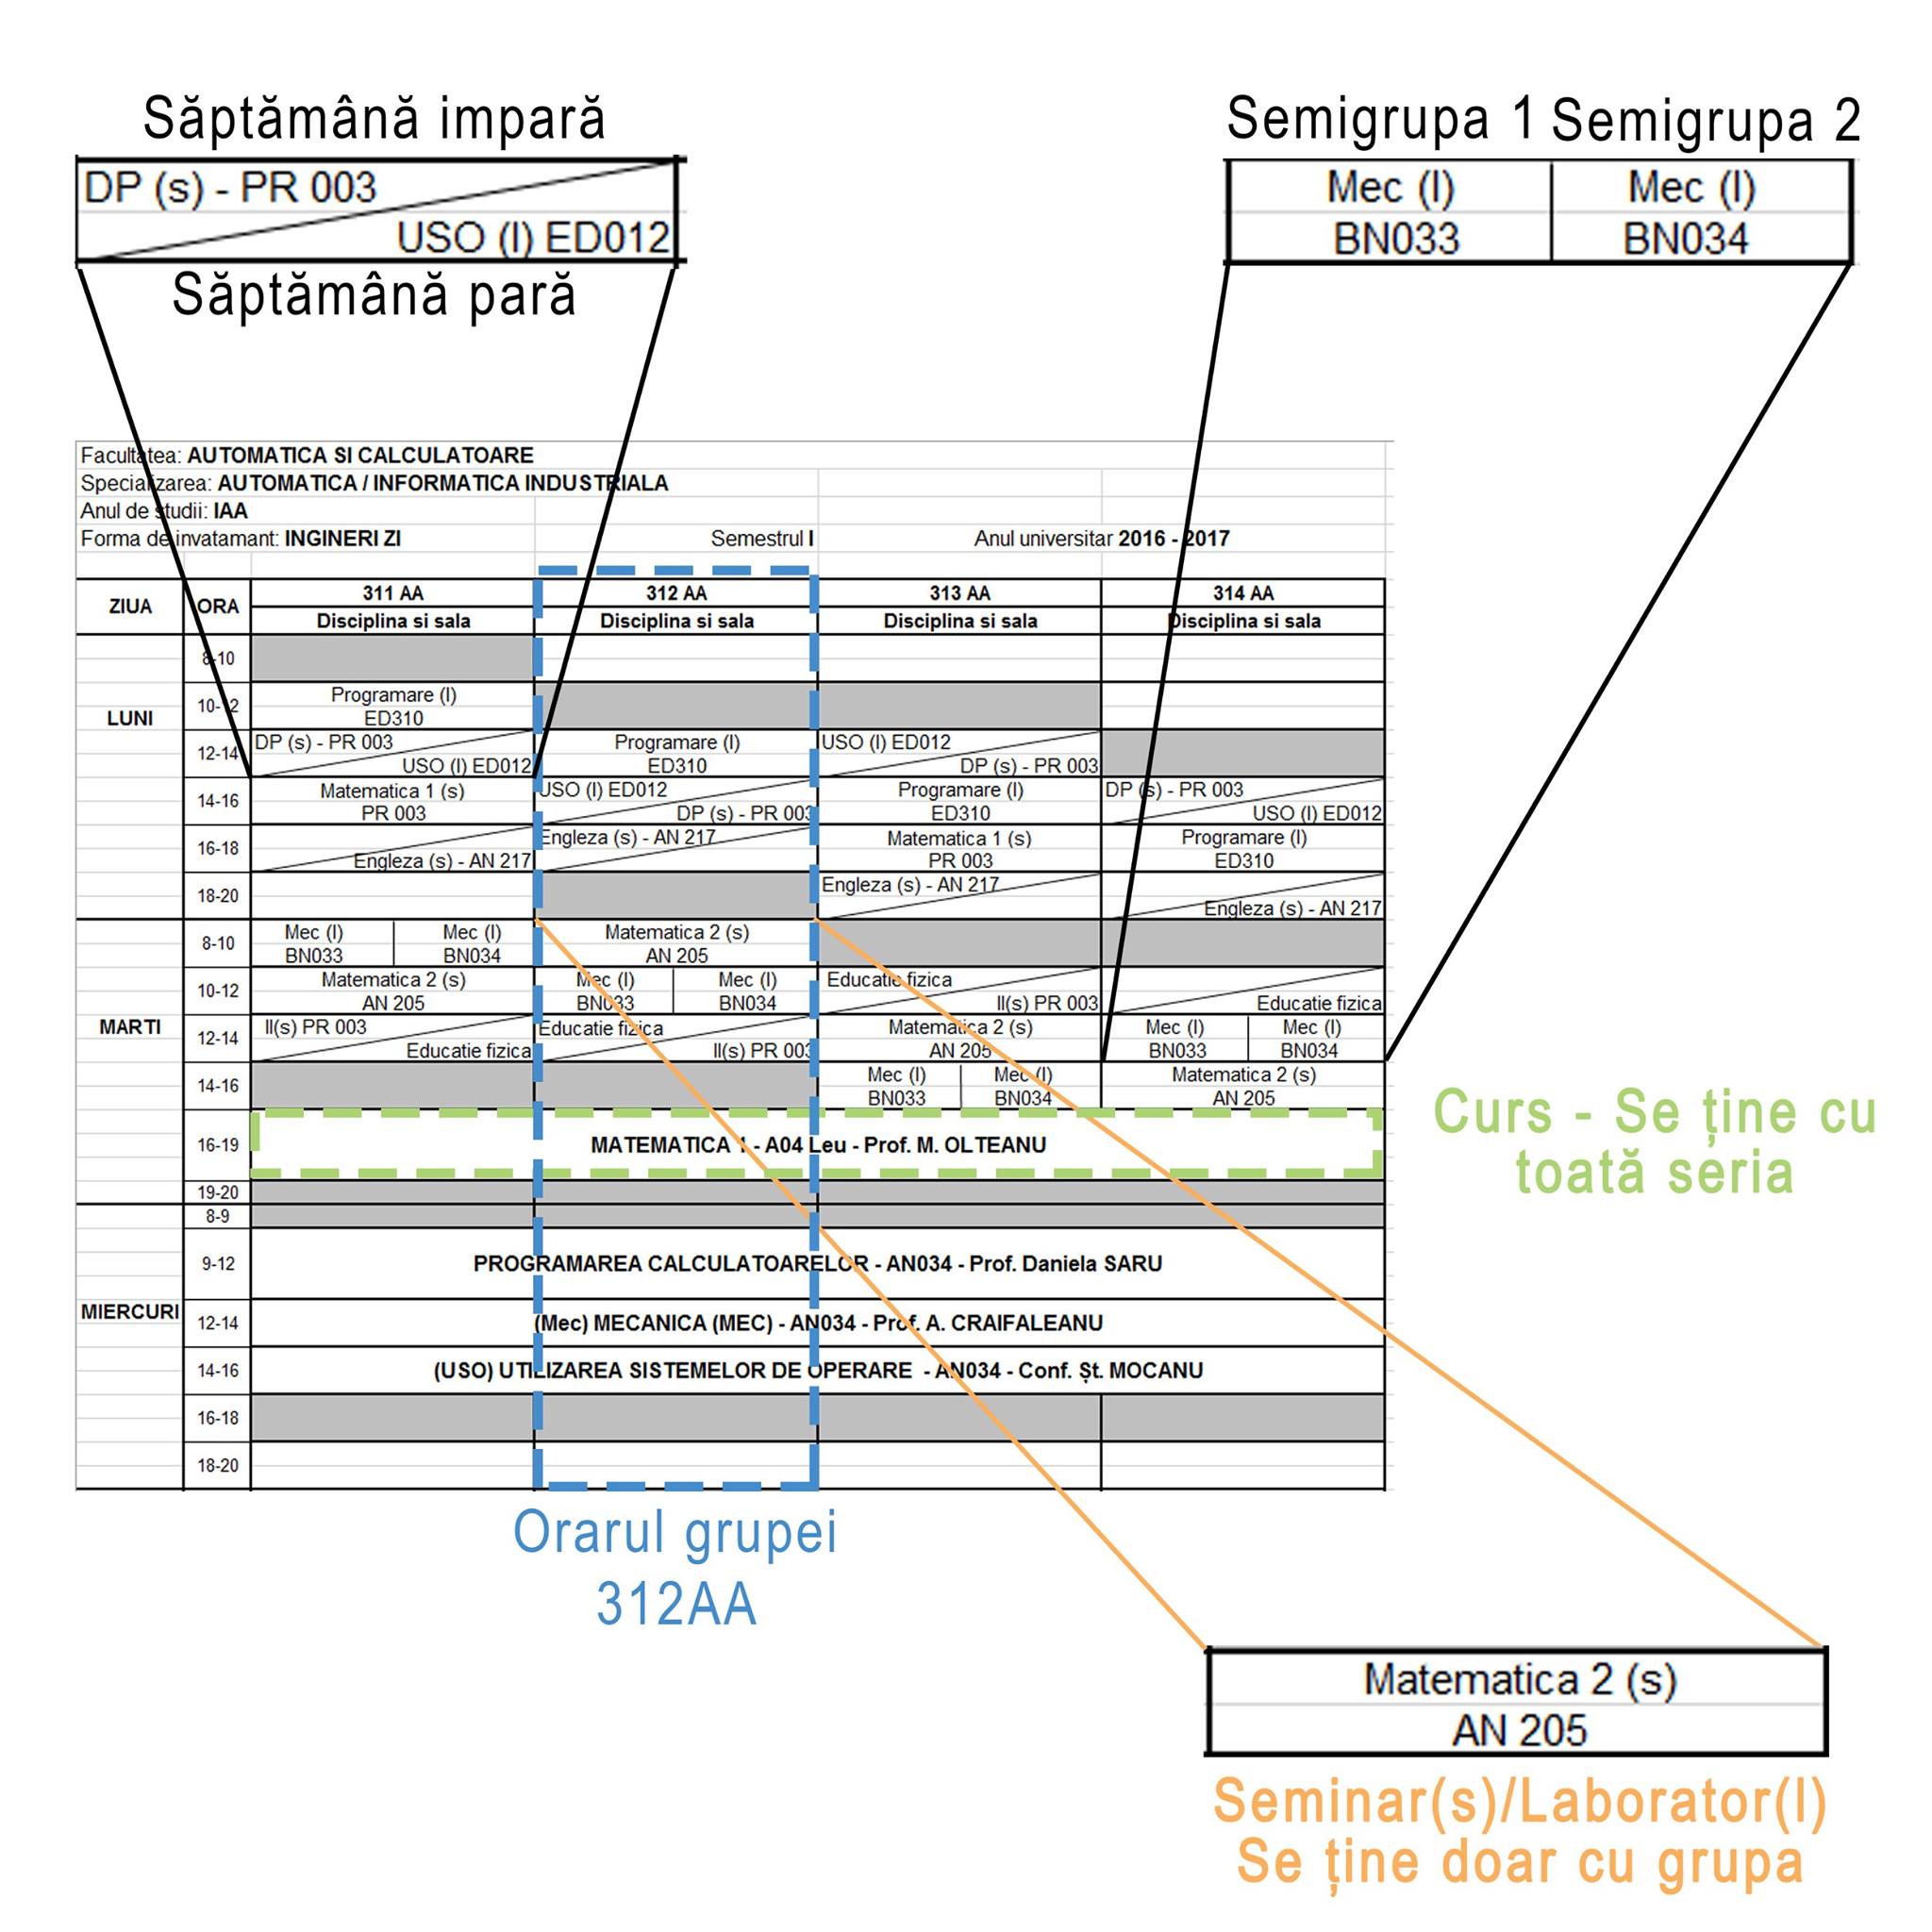 Săptămână impară
DP (s) - PR 003
USO (l) ED012
Săptămână pară
Semigrupa 1 Semigrupa 2
Mec (l) Mec (l)
BN033 BN034
Facultatea: AUTOMATICA SI CALCULATOARE
Specializarea: AUTOMATICA / INFORMATICA INDUSTRIALA
Anul de studii: IAA
Forma de invatamant: INGINERI ZI Semestrul I Anul universitar 2016 - 2017
ZIUA ORA 311 AA 312 AA 313 AA 314 AA
Disciplina si sala Disciplina si sala Disciplina si sala Disciplina si sala
LUNI
8-10
10-12 Programare (l)
ED310
12-14 DP (s) - PR 003 Programare (l) USO (l) ED012
USO (l) ED012 ED310 DP (s) - PR 003
14-16 Matematica 1 (s) USO (l) ED012 Programare (l) DP (s) - PR 003
PR 003 DP (s) - PR 003 ED310 USO (l) ED012
16-18 Engleza (s) - AN 217 Matematica 1 (s) Programare (l)
Engleza (s) - AN 217 PR 003 ED310
18-20 Engleza (s) - AN 217
Engleza (s) - AN 217
MARTI
8-10 Mec (l) Mec (l) Matematica 2 (s)
BN033 BN034 AN 205
10-12 Matematica 2 (s) Mec (l) Mec (l) Educatie fizica
AN 205 BN033 BN034 II(s) PR 003 Educatie fizica
12-14 II(s) PR 003 Educatie fizica Matematica 2 (s) Mec (l) Mec (l)
Educatie fizica II(s) PR 003 AN 205 BN033 BN034
14-16 Mec (l) Mec (l) Matematica 2 (s)
BN033 BN034 AN 205
16-19 MATEMATICA 1 - A04 Leu - Prof. M. OLTEANU
19-20
Curs - Se ține cu
toată seria
MIERCURI
8-9
9-12 PROGRAMAREA CALCULATOARELOR - AN034 - Prof. Daniela SARU
12-14 (Mec) MECANICA (MEC) - AN034 - Prof. A. CRAIFALEANU
14-16 (USO) UTILIZAREA SISTEMELOR DE OPERARE - AN034 - Conf. Șt. MOCANU
16-18
18-20
Orarul grupei
312AA
Matematica 2 (s)
AN 205
Seminar(s)/Laborator(l)
Se ține doar cu grupa